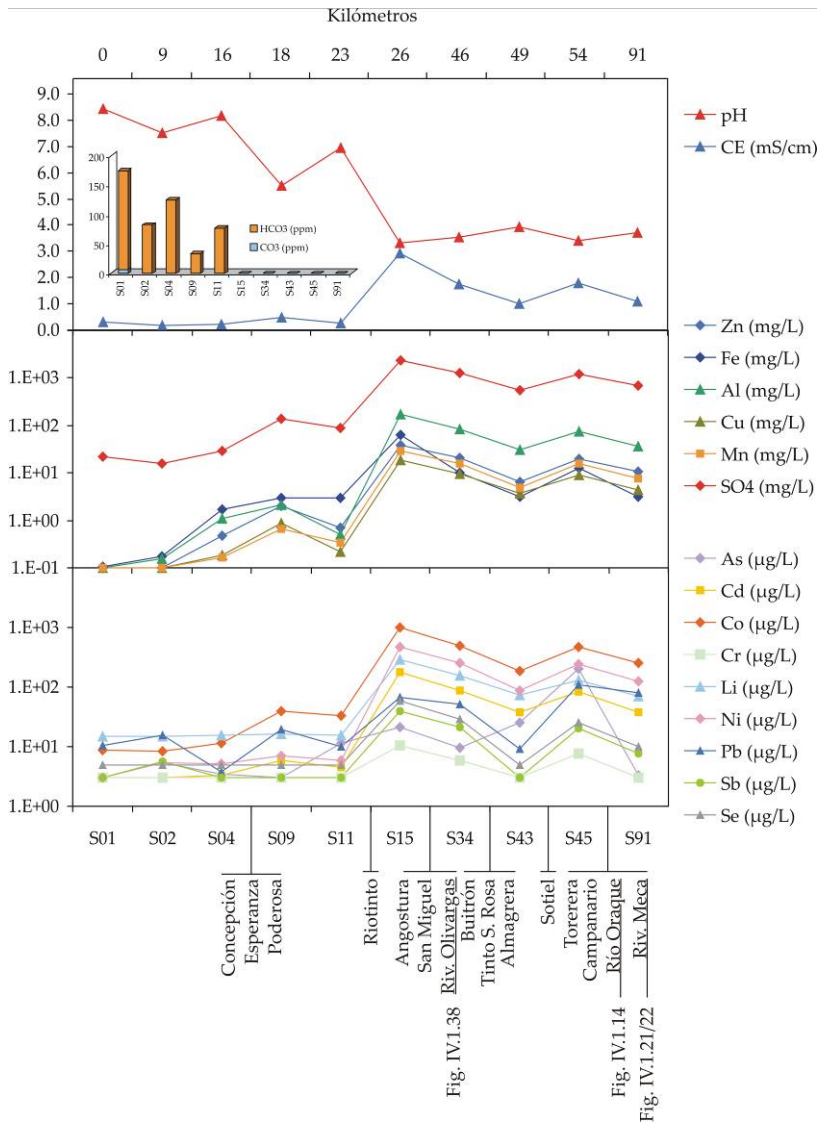 Kilómetros
0 9 16 18 23 26 46 49 54 91
9.0
8.0
7.0
6.0
5.0
4.0
3.0
2.0
1.0
0.0
200
150
100
50
0
HCO3 (ppm)
CO3 (ppm)
S01 S02 S04 S09 S11 S15 S34 S43 S45 S91
pH
CE (mS/cm)
1.E+03
1.E+02
1.E+01
1.E+00
1.E-01
Zn (mg/L)
Fe (mg/L)
Al (mg/L)
Cu (mg/L)
Mn (mg/L)
SO4 (mg/L)
1.E+03
1.E+02
1.E+01
1.E+00
As (µg/L)
Cd (µg/L)
Co (µg/L)
Cr (µg/L)
Li (µg/L)
Ni (µg/L)
Pb (µg/L)
Sb (µg/L)
Se (µg/L)
S01 S02 S04 S09 S11 S15 S34 S43 S45 S91
Concepción
Esperanza
Poderosa
Riotinto
Angostura
San Miguel
Riv. Olivargas
Fig. IV.1.38
Buitrón
Tinto S. Rosa
Almagrera
Sotiel
Torerera
Campanario
Río Oraque
Fig. IV.1.14
Riv. Meca
Fig. IV.1.21/22